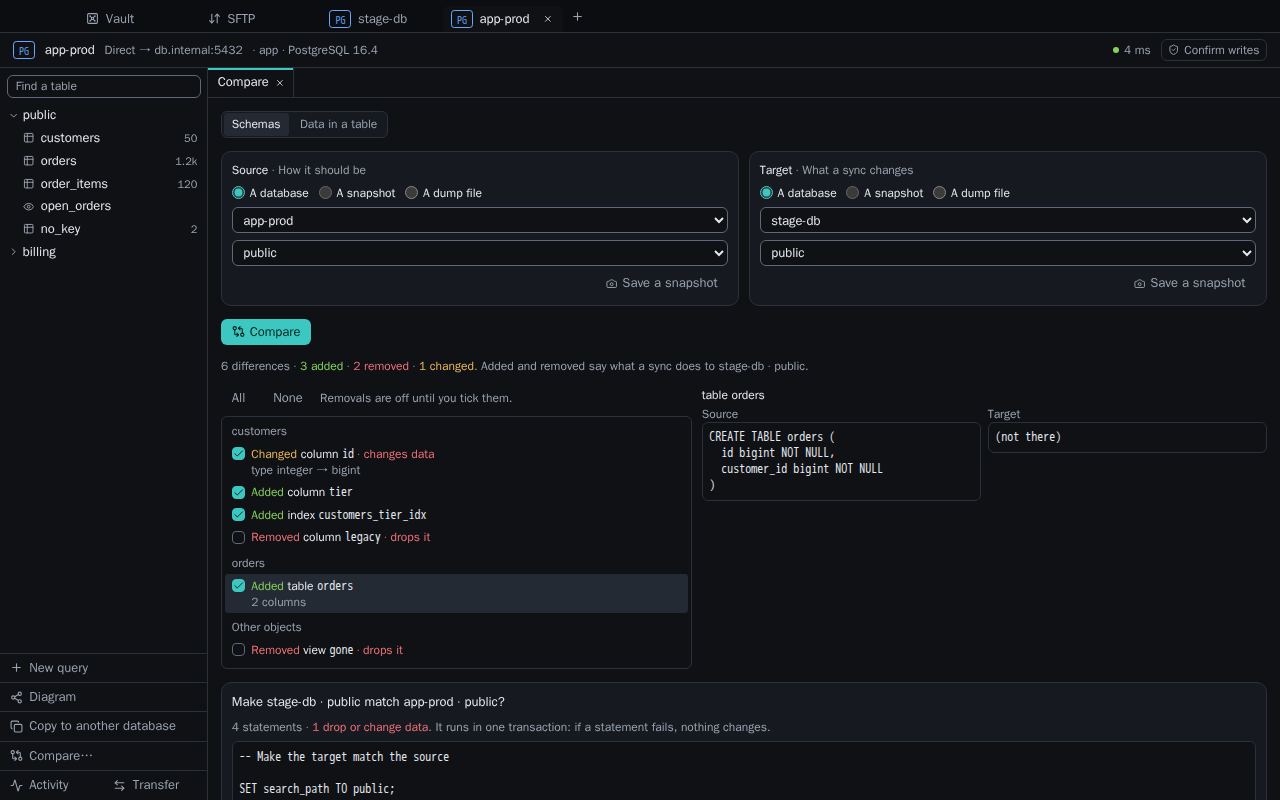 Vault SFTP PG stage-db PG app-prod × +
PG app-prod Direct → db.internal:5432 · app · PostgreSQL 16.4 4 ms Confirm writes
Find a table
public
customers 50
orders 1.2k
order_items 120
open_orders
no_key 2
billing
New query
Diagram
Copy to another database
Compare···
Activity Transfer
Compare ×
Schemas Data in a table
Source · How it should be
A database A snapshot A dump file
app-prod
public
Save a snapshot
Target · What a sync changes
A database A snapshot A dump file
stage-db
public
Save a snapshot
Compare
6 differences · 3 added · 2 removed · 1 changed. Added and removed say what a sync does to stage-db · public.
All None Removals are off until you tick them.
customers
Changed column id · changes data
type integer → bigint
Added column tier
Added index customers_tier_idx
Removed column legacy · drops it
orders
Added table orders
2 columns
Other objects
Removed view gone · drops it
table orders
Source
CREATE TABLE orders (
id bigint NOT NULL,
customer_id bigint NOT NULL
)
Target
(not there)
Make stage-db · public match app-prod · public?
4 statements · 1 drop or change data. It runs in one transaction: if a statement fails, nothing changes.
-- Make the target match the source
SET search_path TO public;